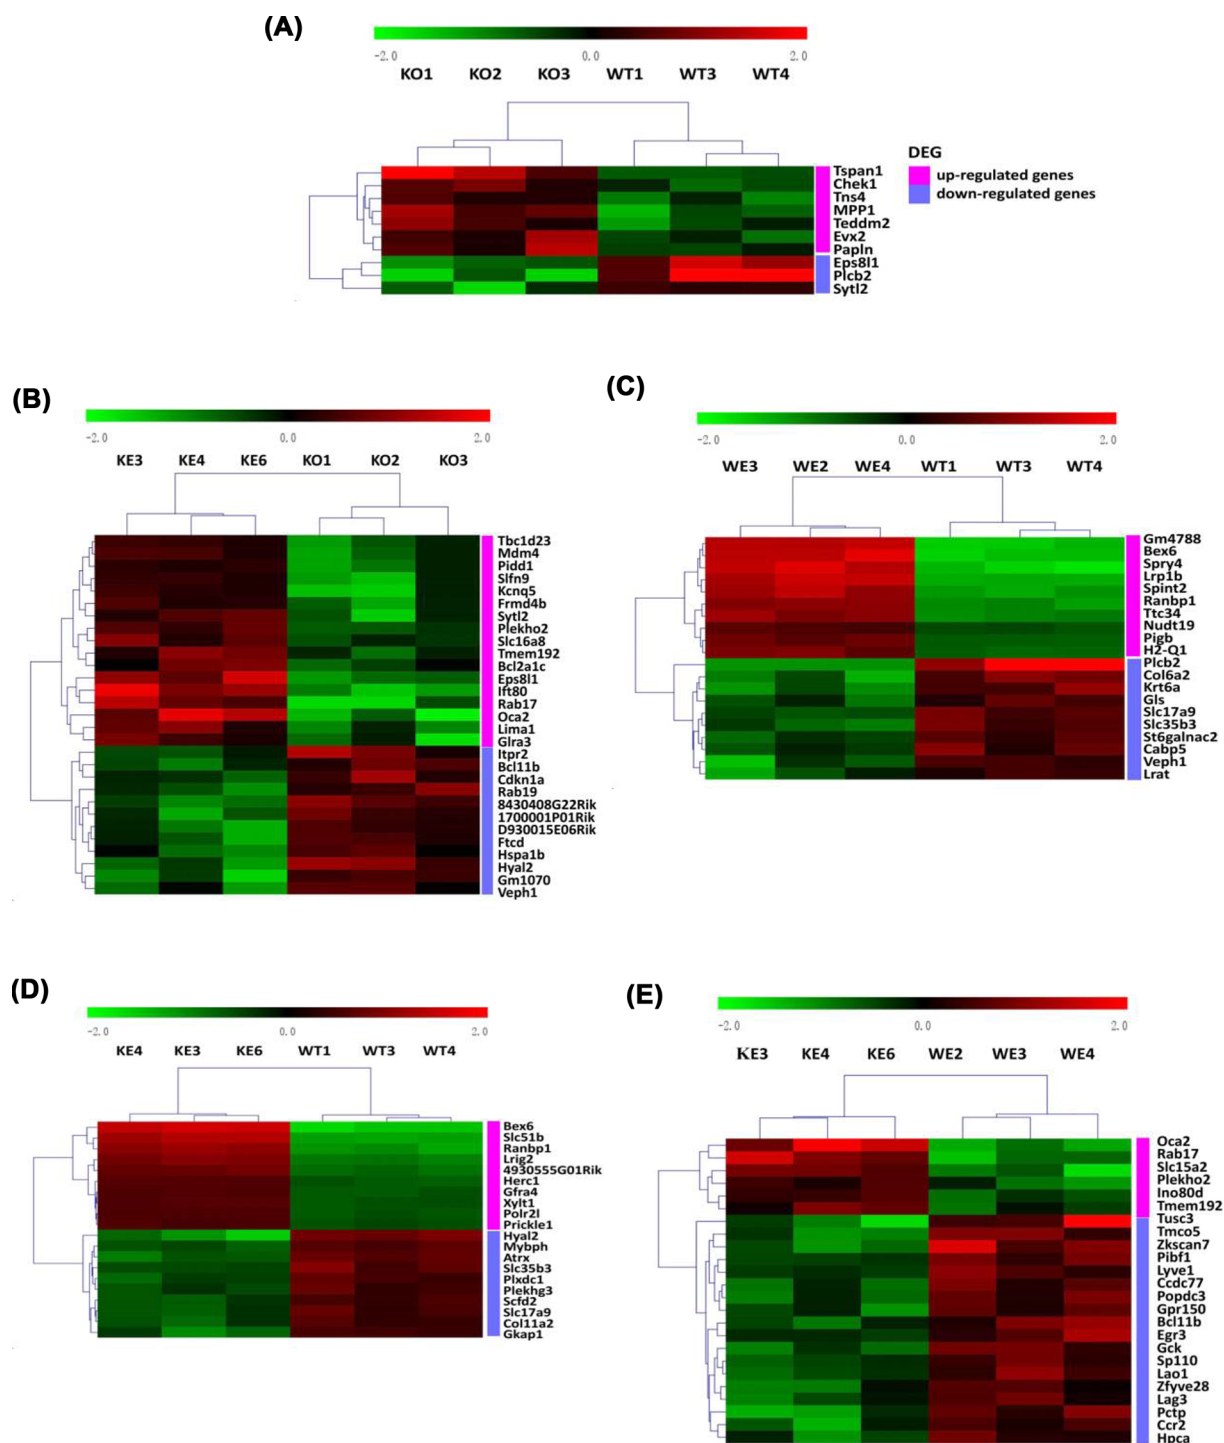 (A)
-2.0 0.0 2.0
KO1 KO2 KO3 WT1 WT3 WT4
DEG
up-regulated genes
down-regulated genes
Tspan1
Chek1
Tns4
MPP1
Teddm2
Evx2
Papln
Eps8l1
Plcb2
Sytl2
(B)
-2.0 0.0 2.0
KE3 KE4 KE6 KO1 KO2 KO3
Tbc1d23
Mdm4
Pidd1
Slfn9
Kcnq5
Frmd4b
Sytl2
Plekho2
Slc16a8
Tmem192
Bcl2a1c
Eps8l1
Ift80
Rab17
Oca2
Lima1
Glra3
Itpr2
Bcl11b
Cdkn1a
Rab19
8430408G22Rik
1700001P01Rik
D930015E06Rik
Ftcd
Hspa1b
Hyal2
Gm1070
Veph1
(C)
-2.0 0.0 2.0
WE3 WE2 WE4 WT1 WT3 WT4
Gm4788
Bex6
Spry4
Lrp1b
Spint2
Ranbp1
Ttc34
Nudt19
Pigb
H2-Q1
Plcb2
Col6a2
Krt6a
Gls
Slc17a9
Slc35b3
St6galnac2
Cabp5
Veph1
Lrat
(D)
-2.0 0.0 2.0
KE4 KE3 KE6 WT1 WT3 WT4
Bex6
Slc51b
Ranbp1
Lrig2
4930555G01Rik
Herc1
Gfra4
Xylt1
Polr2l
Prickle1
Hyal2
Mybph
Atrx
Slc35b3
Plxdc1
Plekhg3
Scfd2
Slc17a9
Col11a2
Gkap1
(E)
-2.0 0.0 2.0
KE3 KE4 KE6 WE2 WE3 WE4
Oca2
Rab17
Slc15a2
Plekho2
Ino80d
Tmem192
Tusc3
Tmco5
Zkscan7
Pibf1
Lyve1
Ccdc77
Popdc3
Gpr150
Bcl11b
Egr3
Gck
Sp110
Lao1
Zfyve28
Lag3
Pctp
Ccr2
Hpca